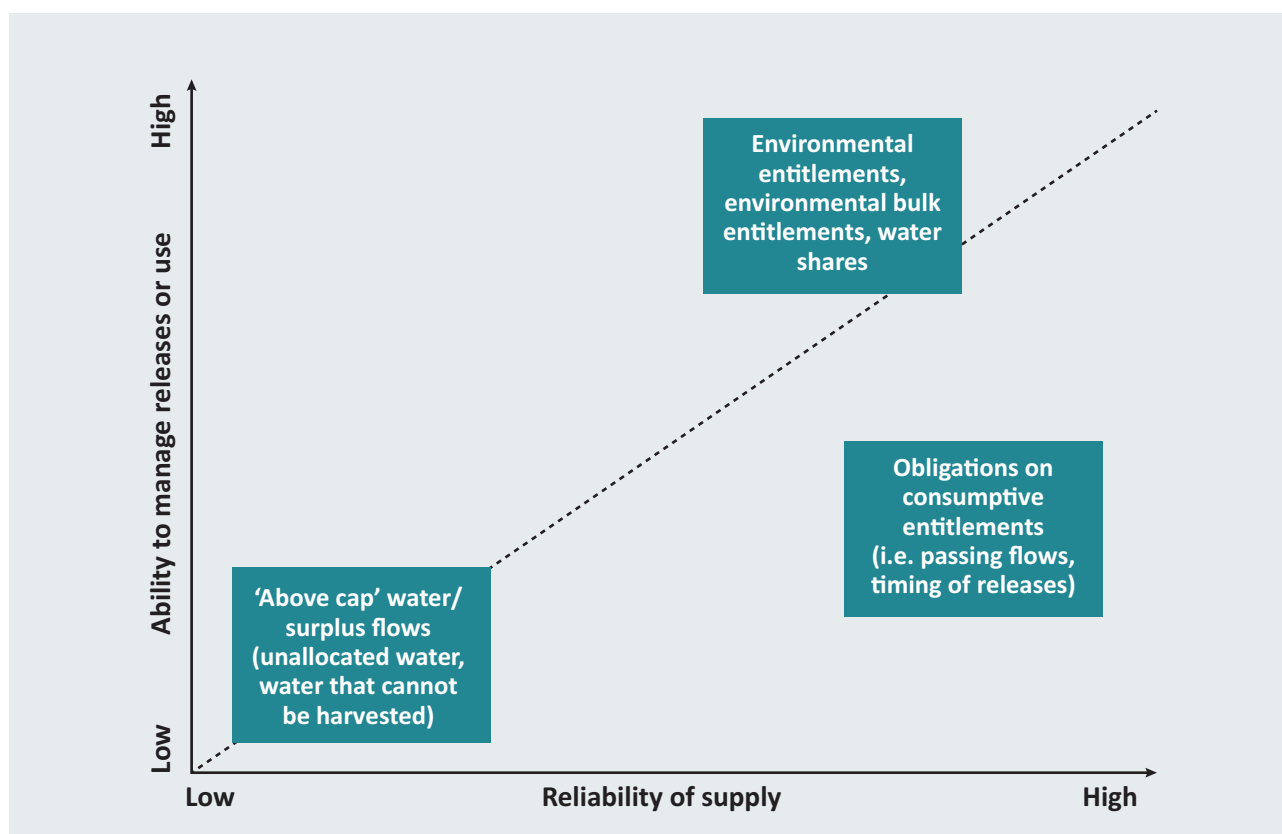 High
Ability to manage releases or use
Low
Environmental
entitlements,
environmental bulk
entitlements, water
shares
Obligations on
consumptive
entitlements
(i.e. passing flows,
timing of releases)
‘Above cap’ water/
surplus flows
(unallocated water,
water that cannot
be harvested)
Low
Reliability of supply
High